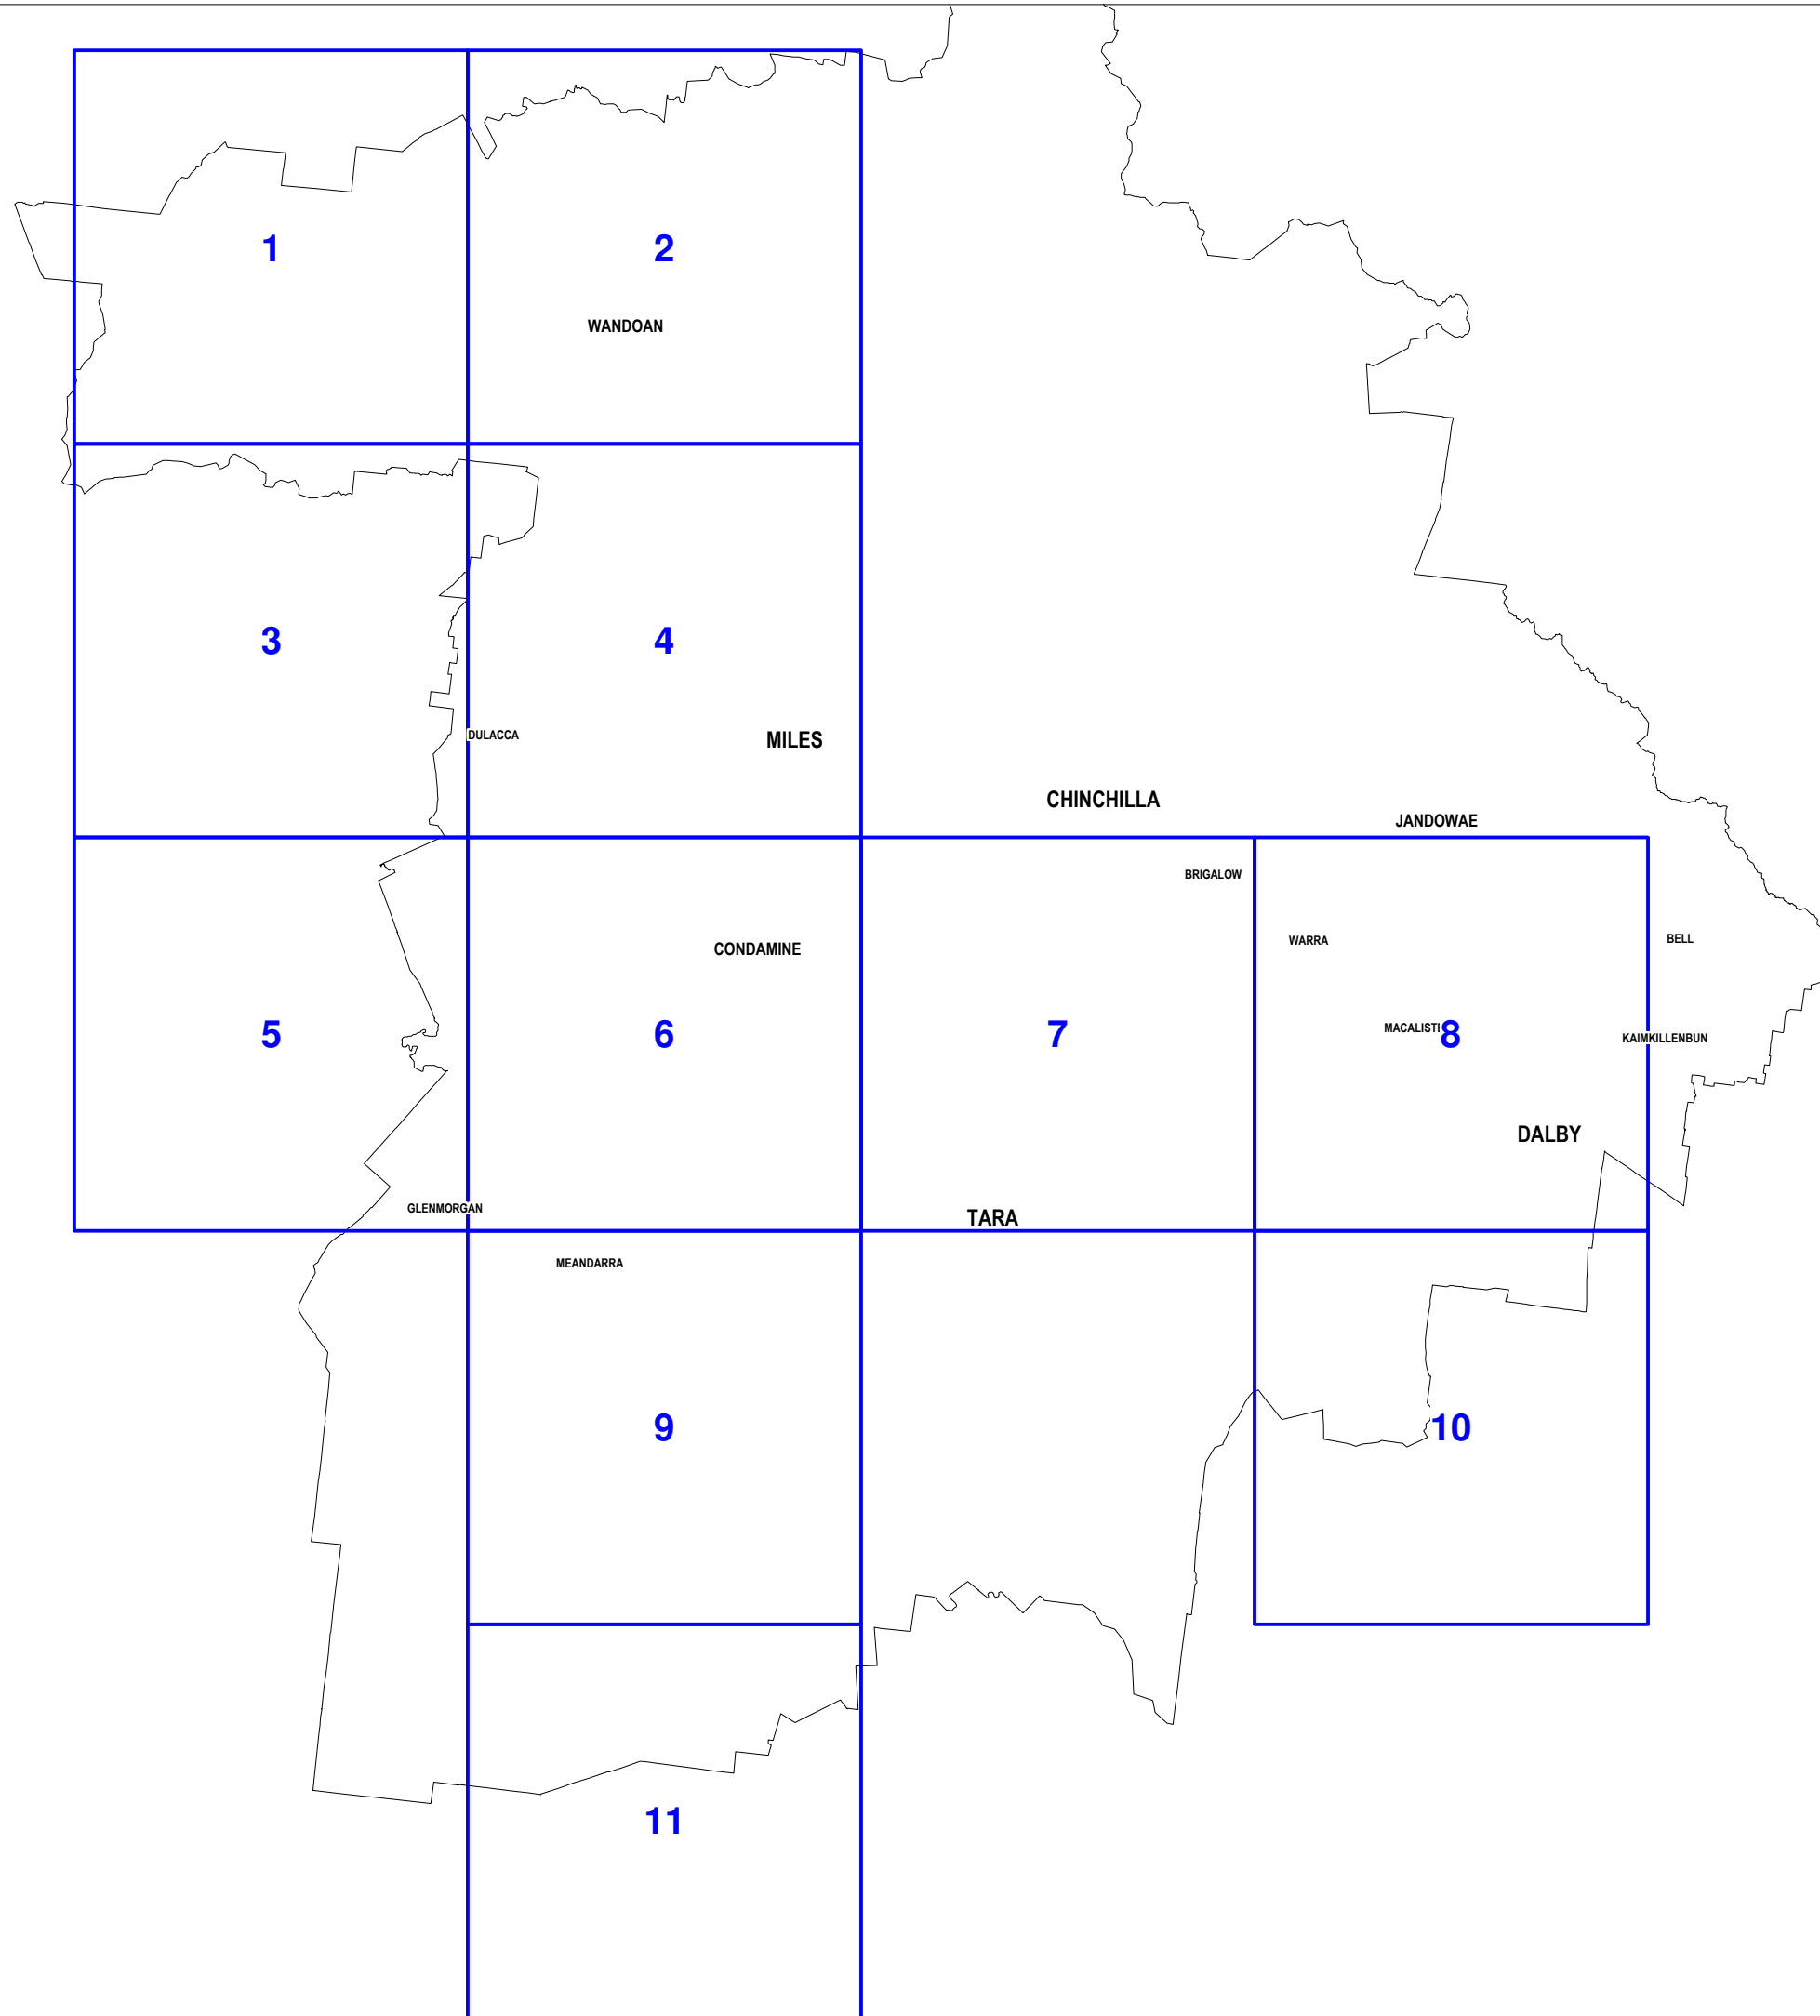 1
2
WANDOAN
3
4
DULACCA
MILES
CHINCHILLA
JANDOWAE
BRIGALOW
WARRA
BELL
CONDAMINE
5
6
7
MACALISTI
8
KAIMKILLENBUN
DALBY
GLENMORGAN
TARA
MEANDARRA
9
10
11